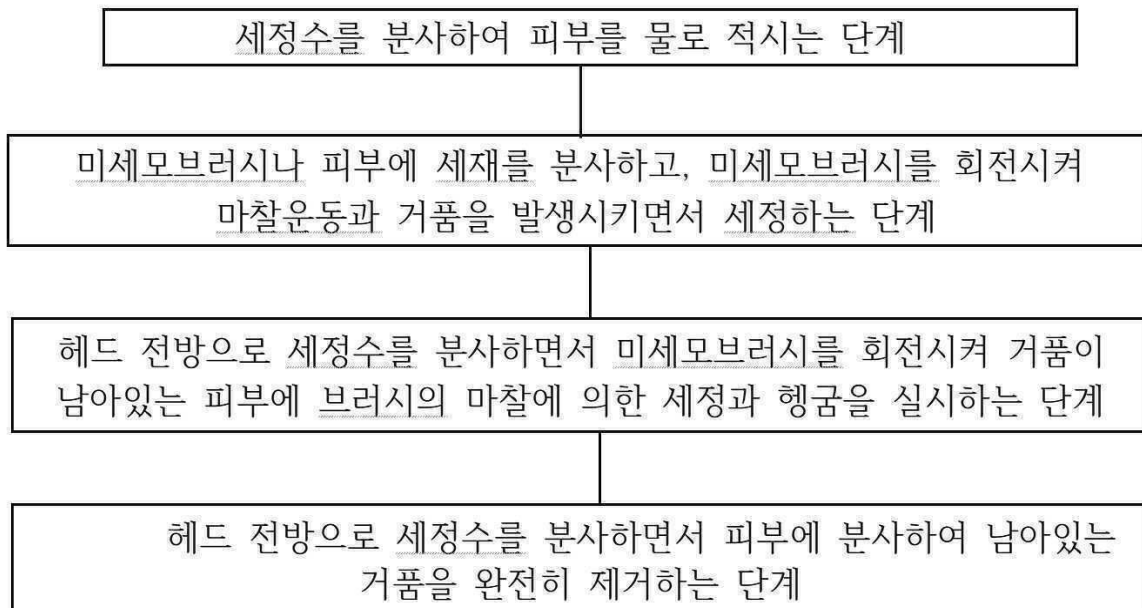 세정수를 분사하여 피부를 물로 적시는 단계
미세모브러시나 피부에 세재를 분사하고, 미세모브러시를 회전시켜
마찰운동과 거품을 발생시키면서 세정하는 단계
헤드 전방으로 세정수를 분사하면서 미세모브러시를 회전시켜 거품이
남아있는 피부에 브러시의 마찰에 의한 세정과 헹굼을 실시하는 단계
헤드 전방으로 세정수를 분사하면서 피부에 분사하여 남아있는
거품을 완전히 제거하는 단계